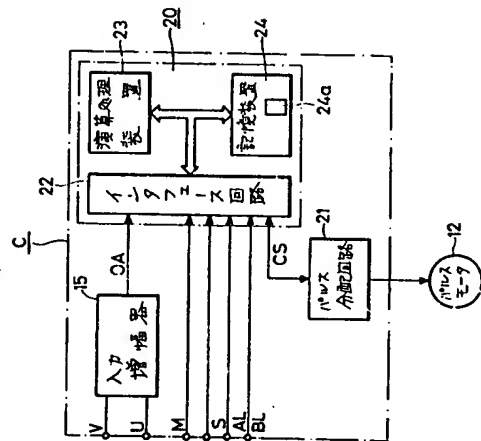 C
20
23
演算処理
装置
22
インタフェース回路
24
記憶装置
24a
15
OA
入力
増幅器
V
U
M
S
AL
BL
CS
21
パルス
分配回路
12
パルス
モータ